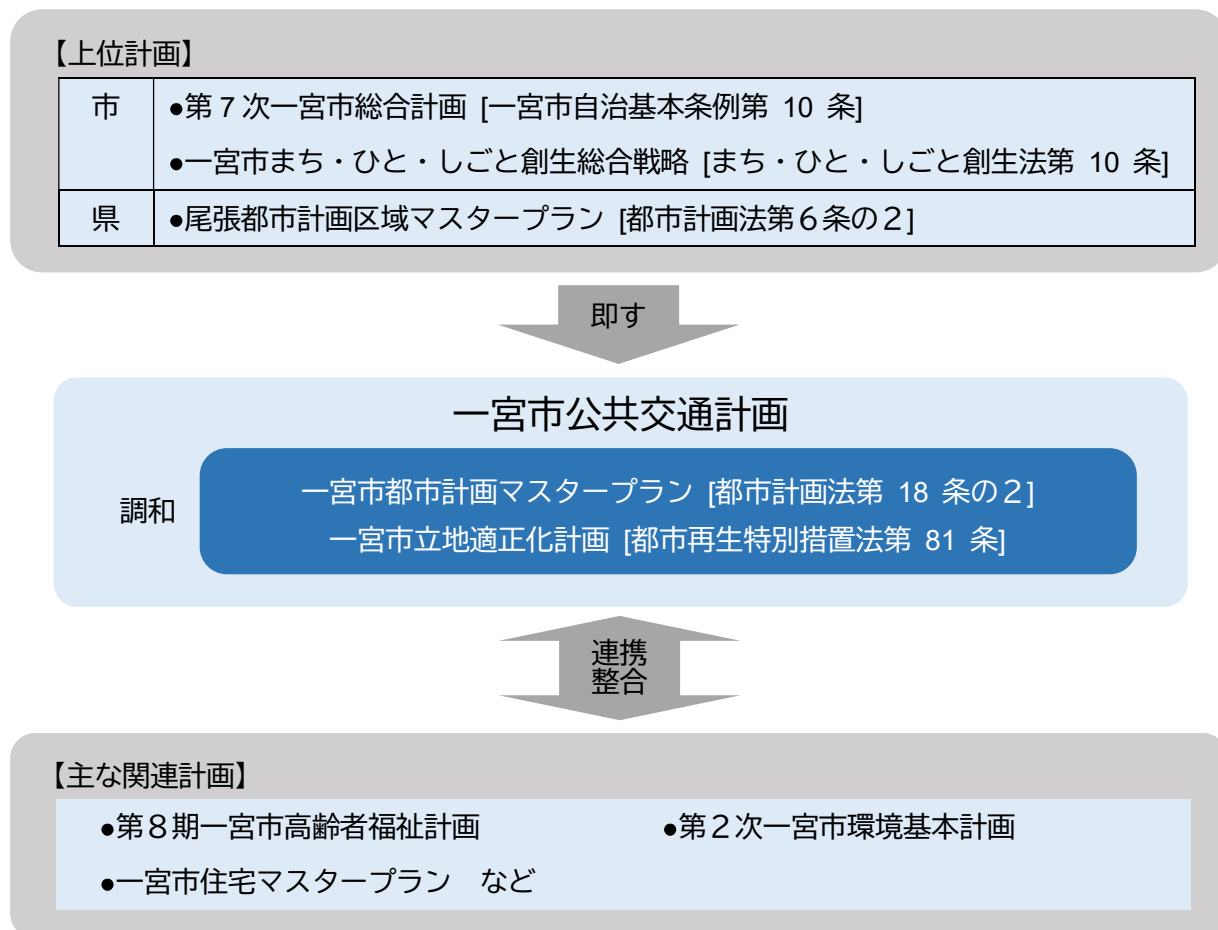 【上位計画】
市 ●第7次一宮市総合計画 [一宮市自治基本条例第 10 条]
●一宮市まち・ひと・しごと創生総合戦略 [まち・ひと・しごと創生法第 10 条]
県 ●尾張都市計画区域マスタープラン [都市計画法第6条の2]
即す
一宮市公共交通計画
調和
一宮市都市計画マスタープラン [都市計画法第 18 条の2]
一宮市立地適正化計画 [都市再生特別措置法第 81 条]
連携
整合
【主な関連計画】
●第8期一宮市高齢者福祉計画 ●第2次一宮市環境基本計画
●一宮市住宅マスタープラン など